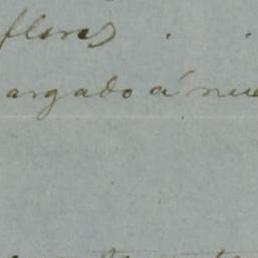 flores . .
argado á nue